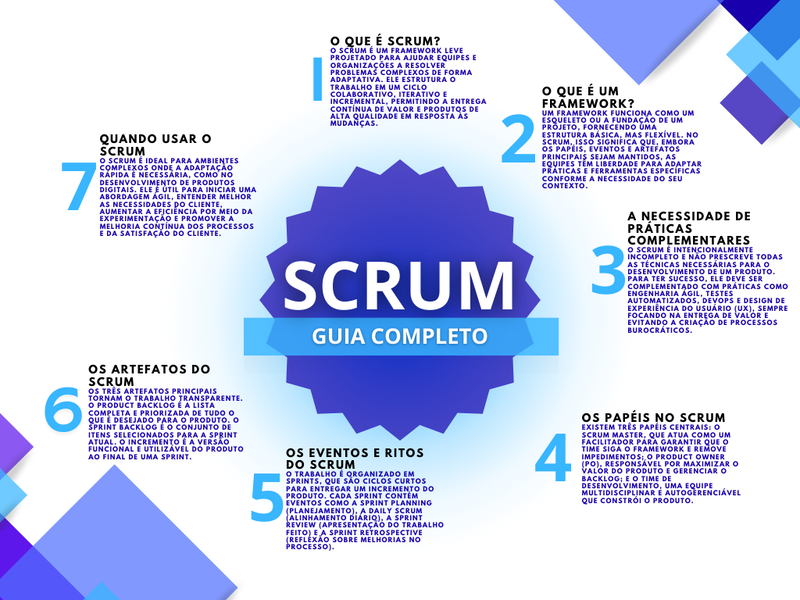 SCRUM
GUIA COMPLETO
1
O QUE É SCRUM?
O SCRUM É UM FRAMEWORK LEVE
PROJETADO PARA AJUDAR EQUIPES E
ORGANIZAÇÕES A RESOLVER
PROBLEMAS COMPLEXOS DE FORMA
ADAPTATIVA. ELE ESTRUTURA O
TRABALHO EM UM CICLO
COLABORATIVO, ITERATIVO E
INCREMENTAL, PERMITINDO A ENTREGA
CONTÍNUA DE VALOR E PRODUTOS DE
ALTA QUALIDADE EM RESPOSTA ÀS
MUDANÇAS.
2
O QUE É UM
FRAMEWORK?
UM FRAMEWORK FUNCIONA COMO UM
ESQUELETO OU A FUNDAÇÃO DE UM
PROJETO, FORNECENDO UMA
ESTRUTURA BÁSICA, MAS FLEXÍVEL. NO
SCRUM, ISSO SIGNIFICA QUE, EMBORA
OS PAPÉIS, EVENTOS E ARTEFATOS
PRINCIPAIS SEJAM MANTIDOS, AS
EQUIPES TÊM LIBERDADE PARA ADAPTAR
PRÁTICAS E FERRAMENTAS ESPECÍFICAS
CONFORME A NECESSIDADE DO SEU
CONTEXTO.
3
A NECESSIDADE DE
PRÁTICAS
COMPLEMENTARES
O SCRUM É INTENCIONALMENTE
INCOMPLETO E NÃO PRESCREVE TODAS
AS TÉCNICAS NECESSÁRIAS PARA O
DESENVOLVIMENTO DE UM PRODUTO.
PARA TER SUCESSO, ELE DEVE SER
COMPLEMENTADO COM PRÁTICAS COMO
ENGENHARIA ÁGIL, TESTES
AUTOMATIZADOS, DEVOPS E DESIGN DE
EXPERIÊNCIA DO USUÁRIO (UX), SEMPRE
FOCANDO NA ENTREGA DE VALOR E
EVITANDO A CRIAÇÃO DE PROCESSOS
BUROCRÁTICOS.
4
OS PAPÉIS NO SCRUM
EXISTEM TRÊS PAPÉIS CENTRAIS: O
SCRUM MASTER, QUE ATUA COMO UM
FACILITADOR PARA GARANTIR QUE O
TIME SIGA O FRAMEWORK E REMOVE
IMPEDIMENTOS; O PRODUCT OWNER
(PO), RESPONSÁVEL POR MAXIMIZAR O
VALOR DO PRODUTO E GERENCIAR O
BACKLOG; E O TIME DE
DESENVOLVIMENTO, UMA EQUIPE
MULTIDISCIPLINAR E AUTOGERENCIÁVEL
QUE CONSTRÓI O PRODUTO.
5
OS EVENTOS E RITOS
DO SCRUM
O TRABALHO É ORGANIZADO EM
SPRINTS, QUE SÃO CICLOS CURTOS
PARA ENTREGAR UM INCREMENTO DO
PRODUTO. CADA SPRINT CONTÉM
EVENTOS COMO A SPRINT PLANNING
(PLANEJAMENTO), A DAILY SCRUM
(ALINHAMENTO DIÁRIO), A SPRINT
REVIEW (APRESENTAÇÃO DO TRABALHO
FEITO) E A SPRINT RETROSPECTIVE
(REFLEXÃO SOBRE MELHORIAS NO
PROCESSO).
6
OS ARTEFATOS DO
SCRUM
OS TRÊS ARTEFATOS PRINCIPAIS
TORNAM O TRABALHO TRANSPARENTE.
O PRODUCT BACKLOG É A LISTA
COMPLETA E PRIORIZADA DE TUDO O
QUE É DESEJADO PARA O PRODUTO. O
SPRINT BACKLOG É O CONJUNTO DE
ITENS SELECIONADOS PARA A SPRINT
ATUAL. O INCREMENTO É A VERSÃO
FUNCIONAL E UTILIZÁVEL DO PRODUTO
AO FINAL DE UMA SPRINT.
7
QUANDO USAR O
SCRUM
O SCRUM É IDEAL PARA AMBIENTES
COMPLEXOS ONDE A ADAPTAÇÃO
RÁPIDA É NECESSÁRIA, COMO NO
DESENVOLVIMENTO DE PRODUTOS
DIGITAIS. ELE É ÚTIL PARA INICIAR UMA
ABORDAGEM ÁGIL, ENTENDER MELHOR
AS NECESSIDADES DO CLIENTE,
AUMENTAR A EFICIÊNCIA POR MEIO DA
EXPERIMENTAÇÃO E PROMOVER A
MELHORIA CONTÍNUA DOS PROCESSOS
E DA SATISFAÇÃO DO CLIENTE.